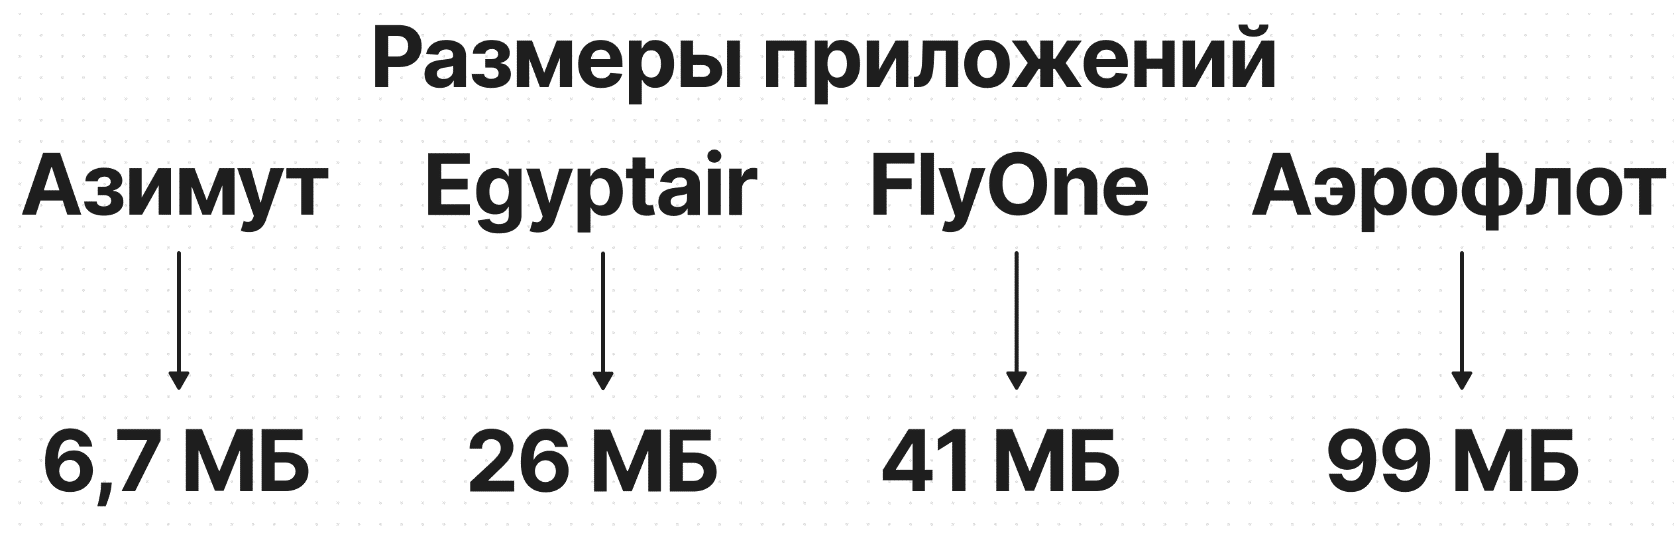 Размеры приложений
Азимут Egyptair FlyOne Аэрофлот
6,7 МБ 26 МБ 41 МБ 99 МБ